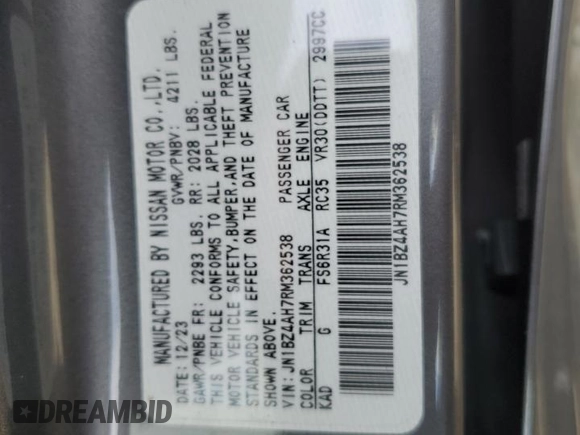 MANUFACTURED BY NISSAN MOTOR CO.,LTD.
DATE: 12/23 GVWR/PNBV: 4211 LBS.
GAWR/PNBE FR: 2293 LBS. RR: 2028 LBS.
THIS VEHICLE CONFORMS TO ALL APPLICABLE FEDERAL
MOTOR VEHICLE SAFETY,BUMPER,AND THEFT PREVENTION
STANDARDS IN EFFECT ON THE DATE OF MANUFACTURE
SHOWN ABOVE.
VIN: JN1BZ4AH7RM362538 PASSENGER CAR
COLOR TRIM TRANS AXLE ENGINE
KAD G FS6R31A RC35 VR30(DDTT) 2997CC
JN1BZ4AH7RM362538
DREAMBID